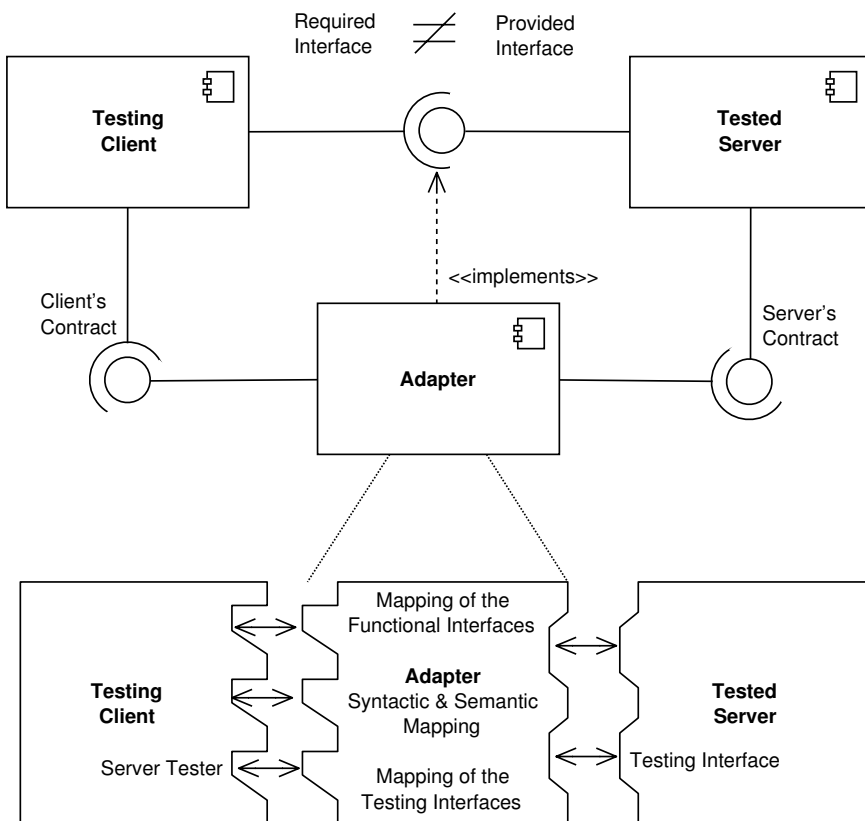 Required
Interface
Provided
Interface
Testing
Client
Tested
Server
<<implements>>
Client's
Contract
Server's
Contract
Adapter
Mapping of the
Functional Interfaces
Adapter
Syntactic & Semantic
Mapping
Testing
Client
Tested
Server
Server Tester
Testing Interface
Mapping of the
Testing Interfaces